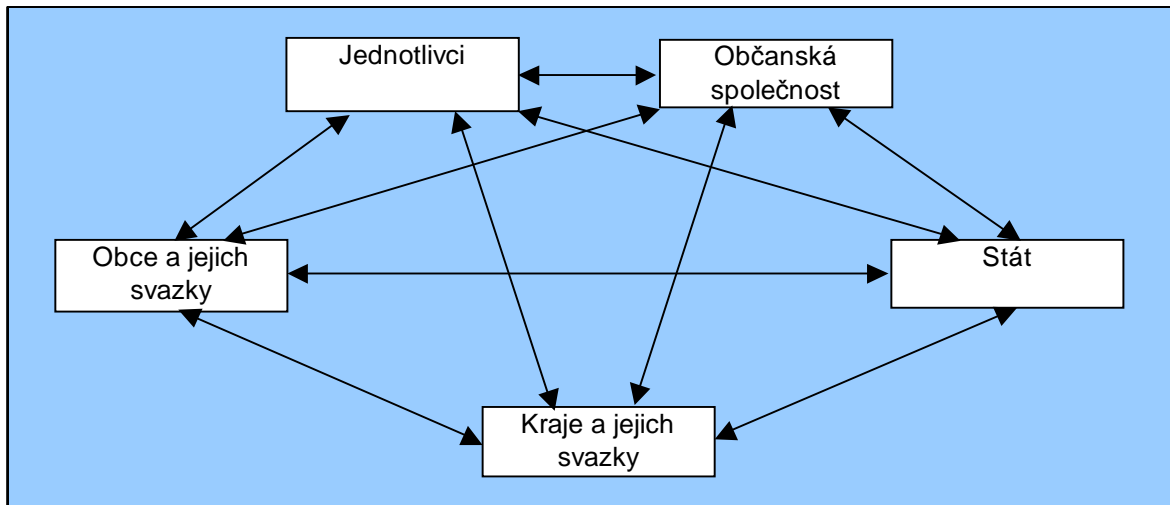 Jednotlivci
Občanská
společnost
Obce a jejich
svazky
Stát
Kraje a jejich
svazky